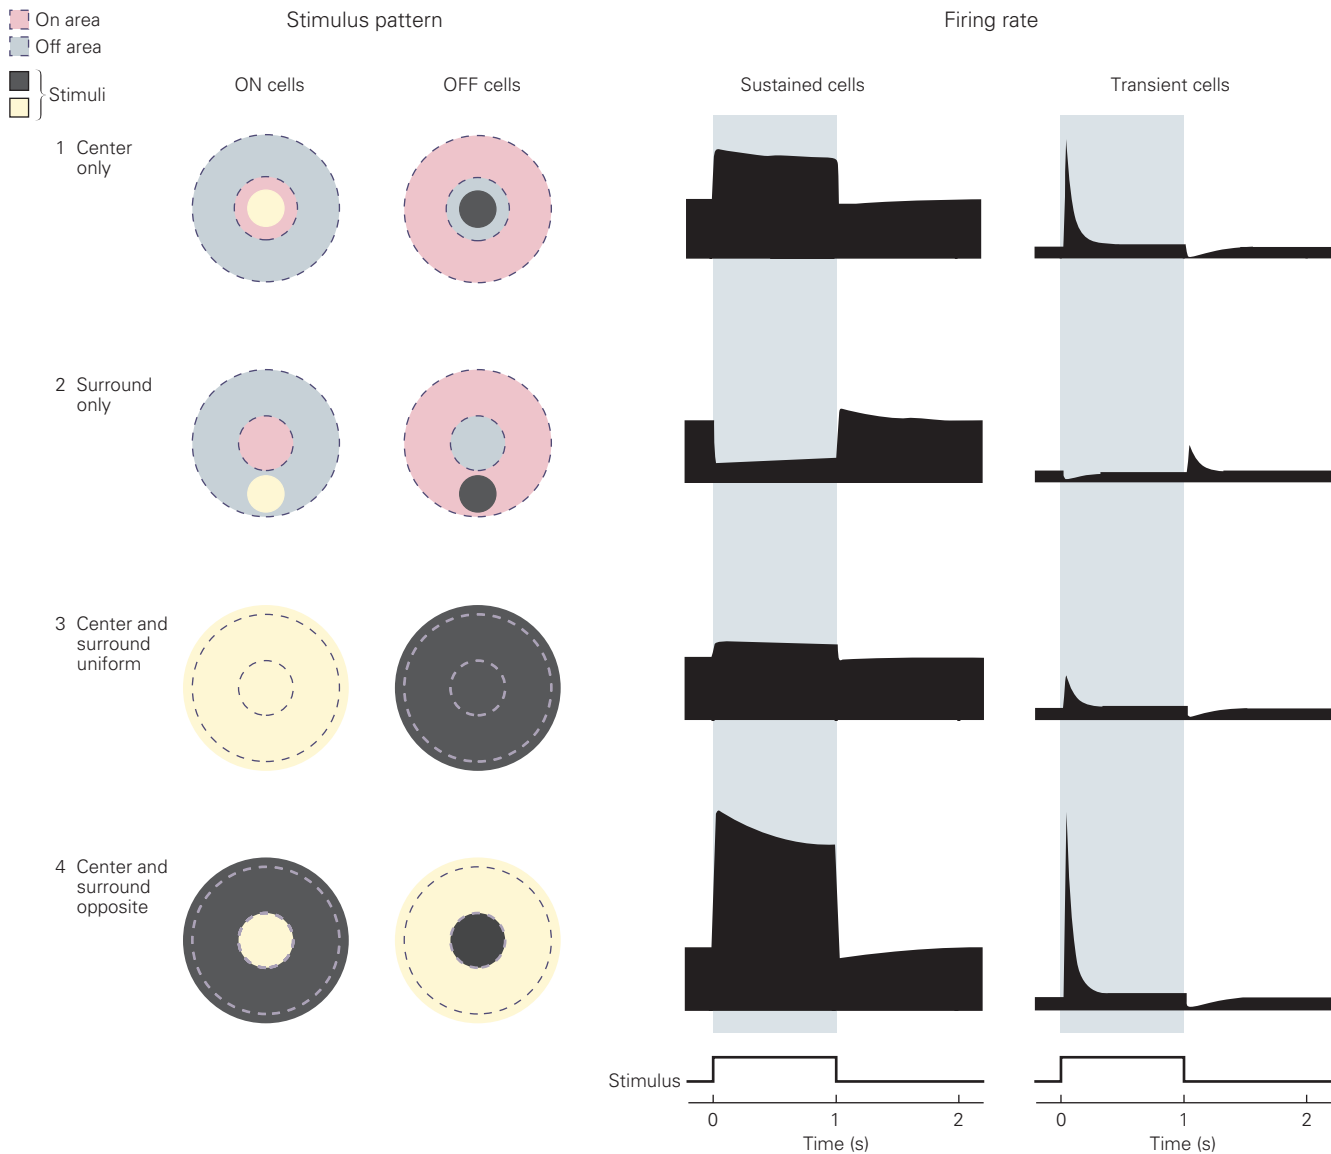 On area
Off area
Stimuli
Stimulus pattern
Firing rate
ON cells
OFF cells
Sustained cells
Transient cells
1 Center
only
2 Surround
only
3 Center and
surround
uniform
4 Center and
surround
opposite
Stimulus
0 1 2
Time (s)
0 1 2
Time (s)